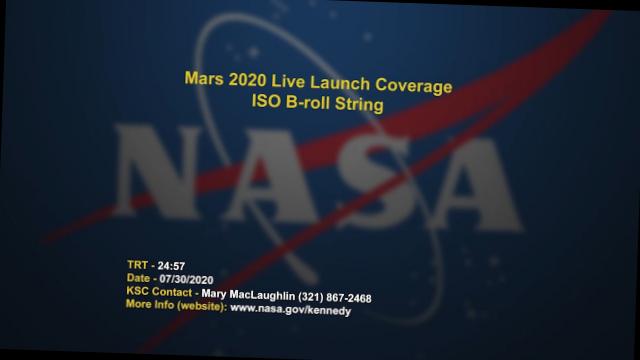 Mars 2020 Live Launch Coverage
ISO B-roll String
NASA
TRT - 24:57
Date - 07/30/2020
KSC Contact - Mary MacLaughlin (321) 867-2468
More Info (website): www.nasa.gov/kennedy